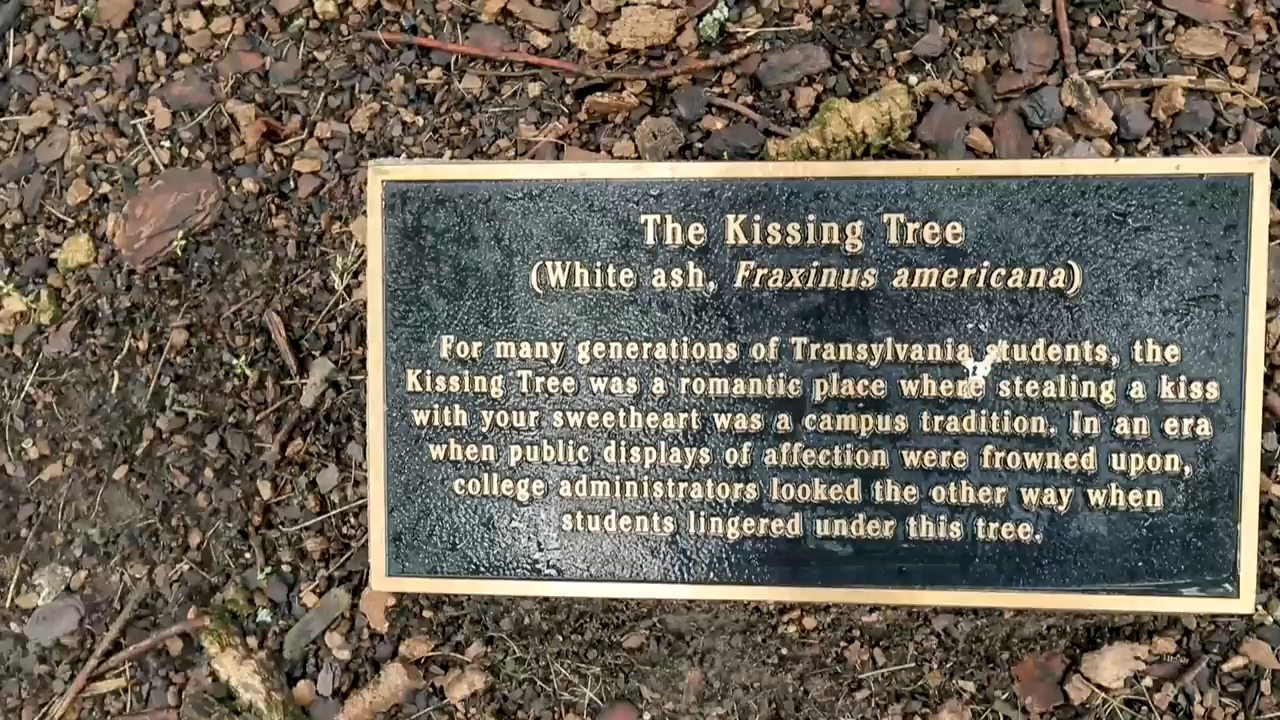 The Kissing Tree
(White ash, Fraxinus americana)
For many generations of Transylvania students, the
Kissing Tree was a romantic place where stealing a kiss
with your sweetheart was a campus tradition. In an era
when public displays of affection were frowned upon,
college administrators looked the other way when
students lingered under this tree.